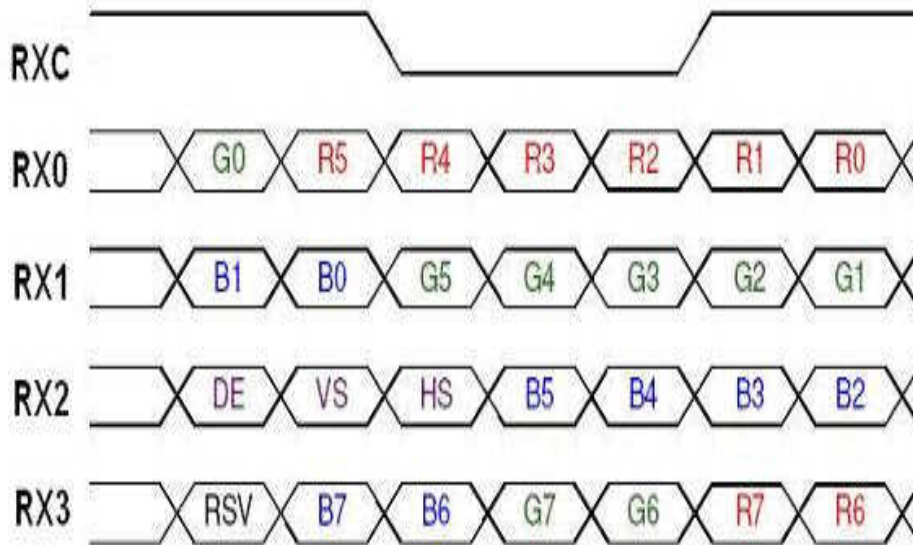 RXC
RX0 G0 R5 R4 R3 R2 R1 R0
RX1 B1 B0 G5 G4 G3 G2 G1
RX2 DE VS HS B5 B4 B3 B2
RX3 RSV B7 B6 G7 G6 R7 R6